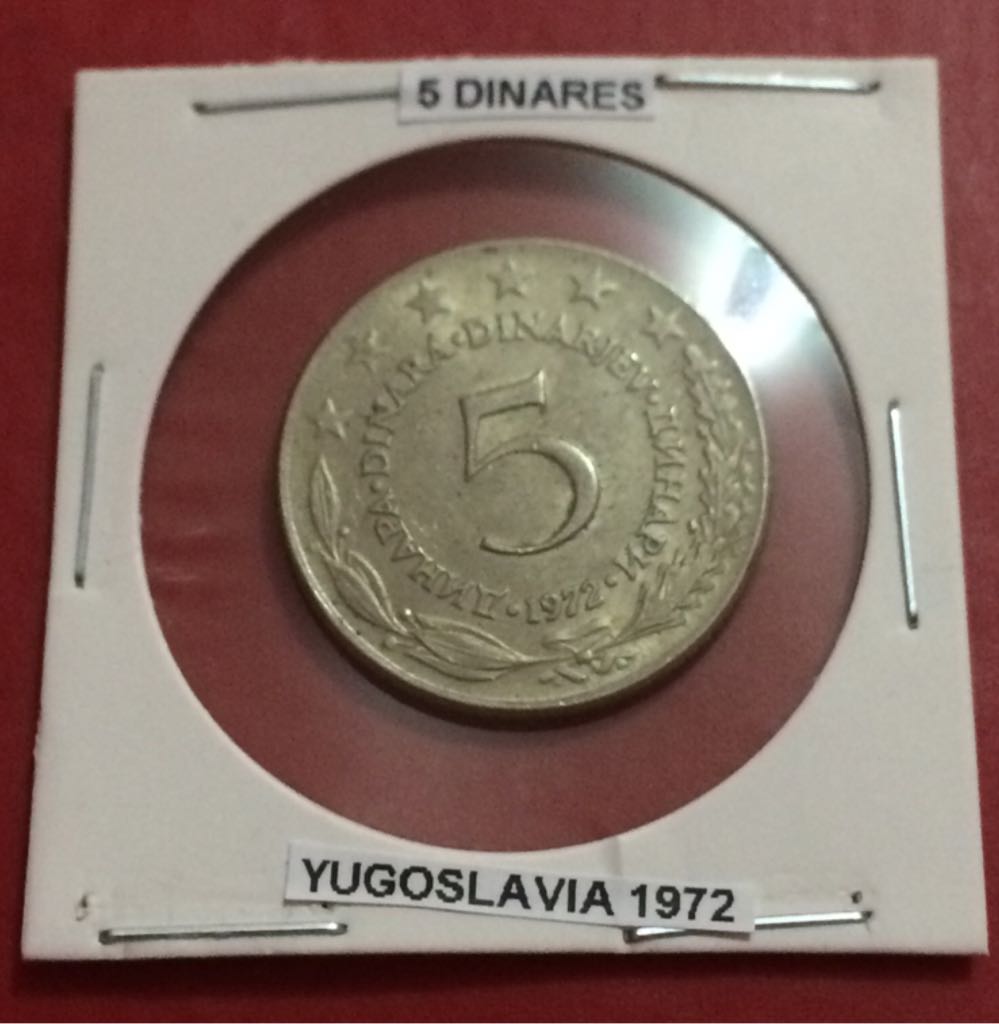 5 DINARES
ДИНАРА·DINARA·DINARJEV·ДИНАРИ·
5
1972
YUGOSLAVIA 1972